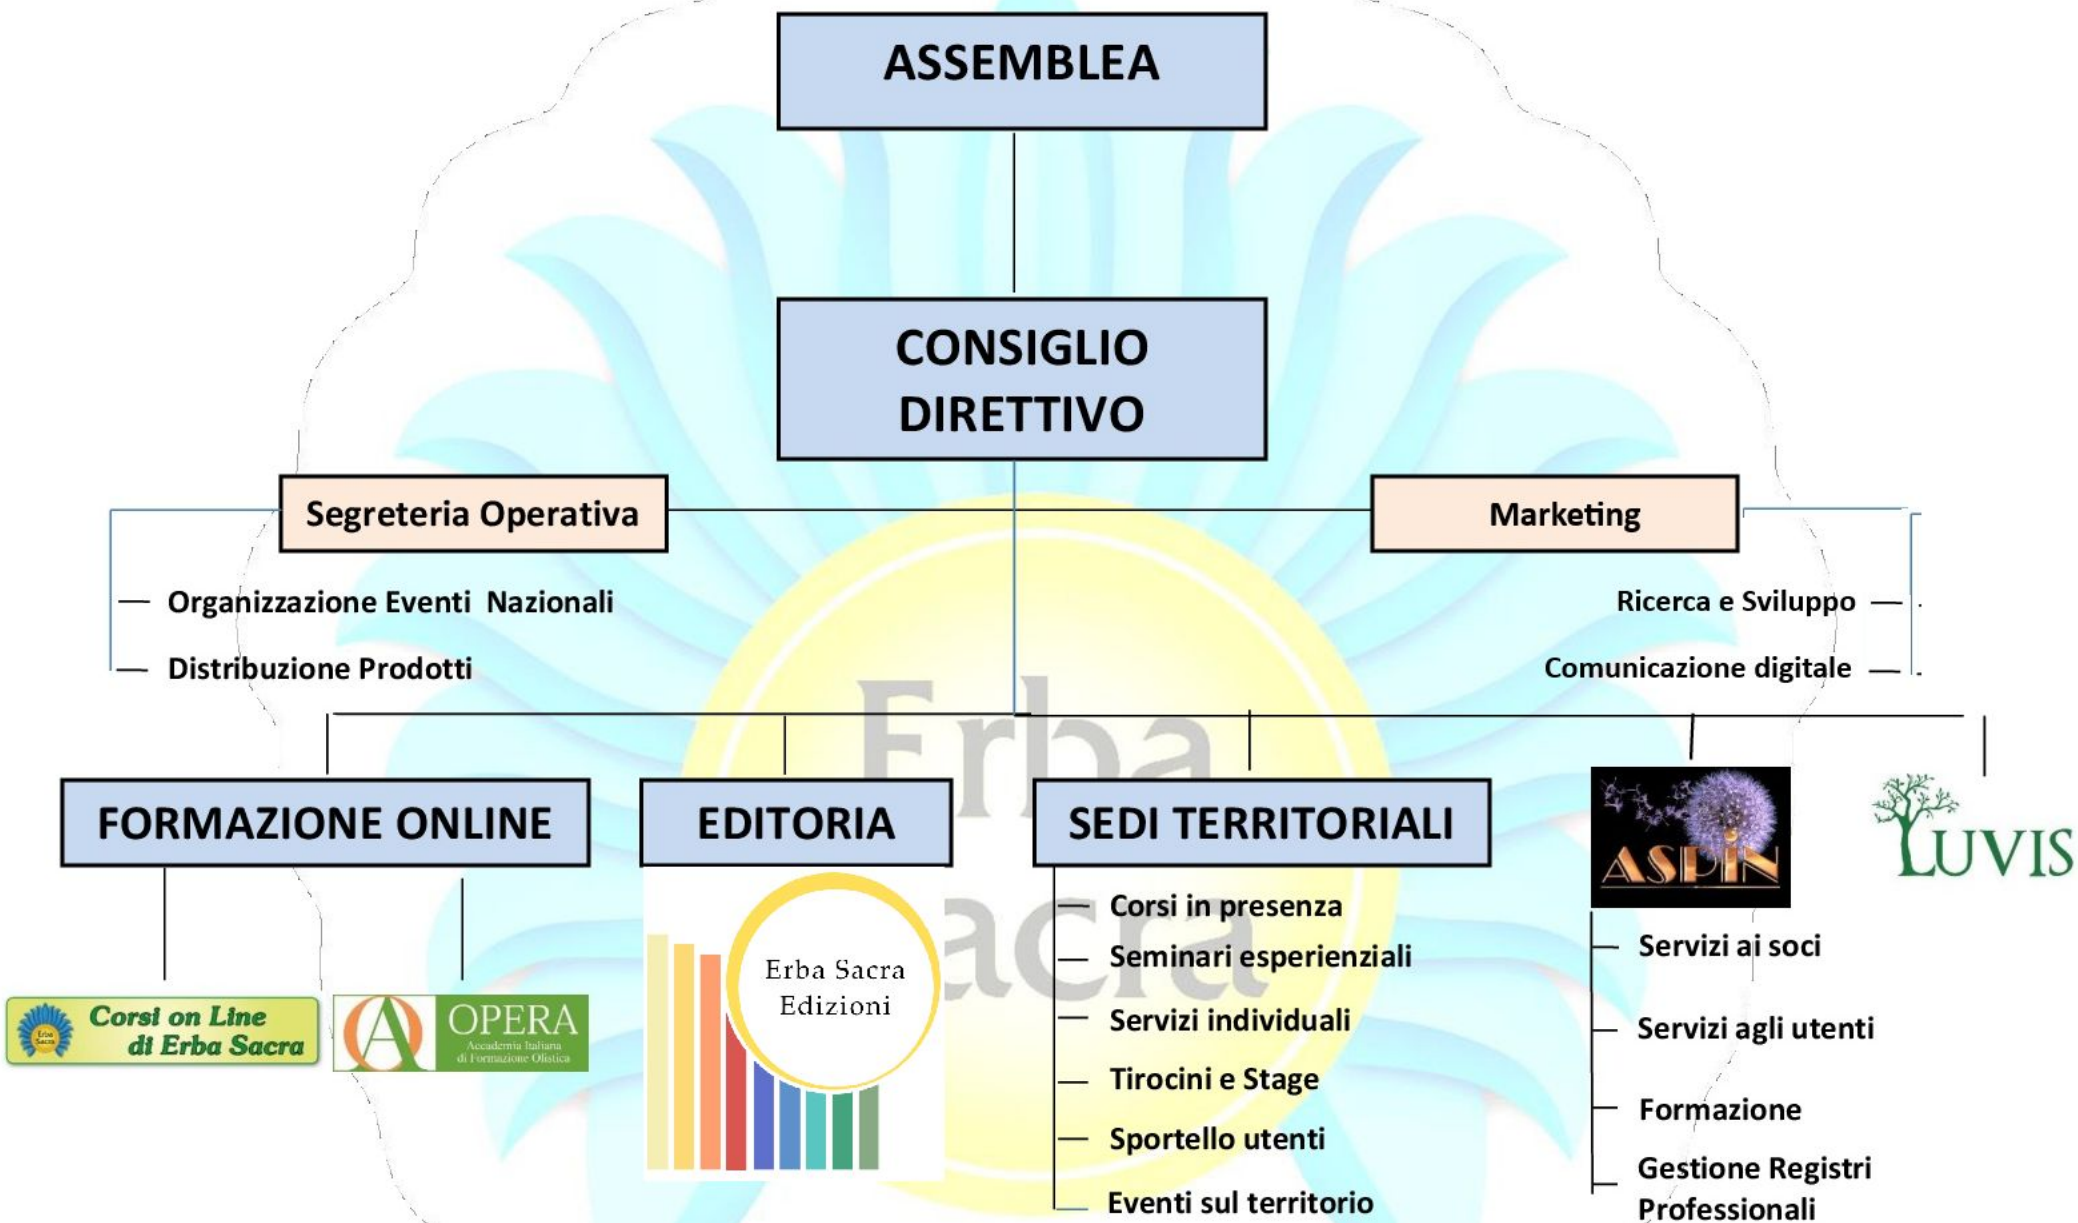 ASSEMBLEA
CONSIGLIO
DIRETTIVO
Segreteria Operativa
Marketing
Organizzazione Eventi Nazionali
Distribuzione Prodotti
Ricerca e Sviluppo
Comunicazione digitale
Erba
Sacra
FORMAZIONE ONLINE
EDITORIA
SEDI TERRITORIALI
ASPIN
LUVIS
Corsi on Line
di Erba Sacra
Erba
Sacra
OPERA
Accademia Italiana
di Formazione Olistica
Erba Sacra
Edizioni
Corsi in presenza
Seminari esperienziali
Servizi individuali
Tirocini e Stage
Sportello utenti
Eventi sul territorio
Servizi ai soci
Servizi agli utenti
Formazione
Gestione Registri
Professionali